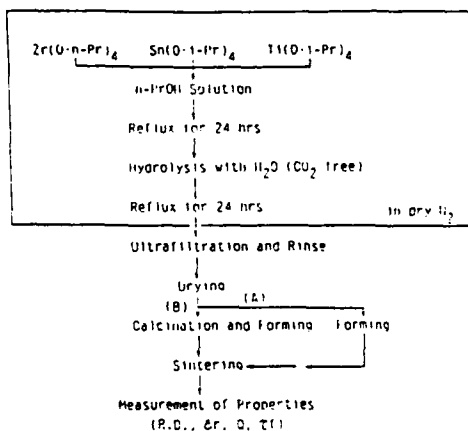 Zr(O-n-Pr)4 Sn(O-i-Pr)4 Ti(O-i-Pr)4
n-PrOH Solution
Reflux for 24 hrs
Hydrolysis with H2O (CO2 free)
Reflux for 24 hrs
in dry N2
Ultrafiltration and Rinse
Drying
(B) (A)
Calcination and Forming Forming
Sintering
Measurement of Properties
(R.D., εr, Q, τf)